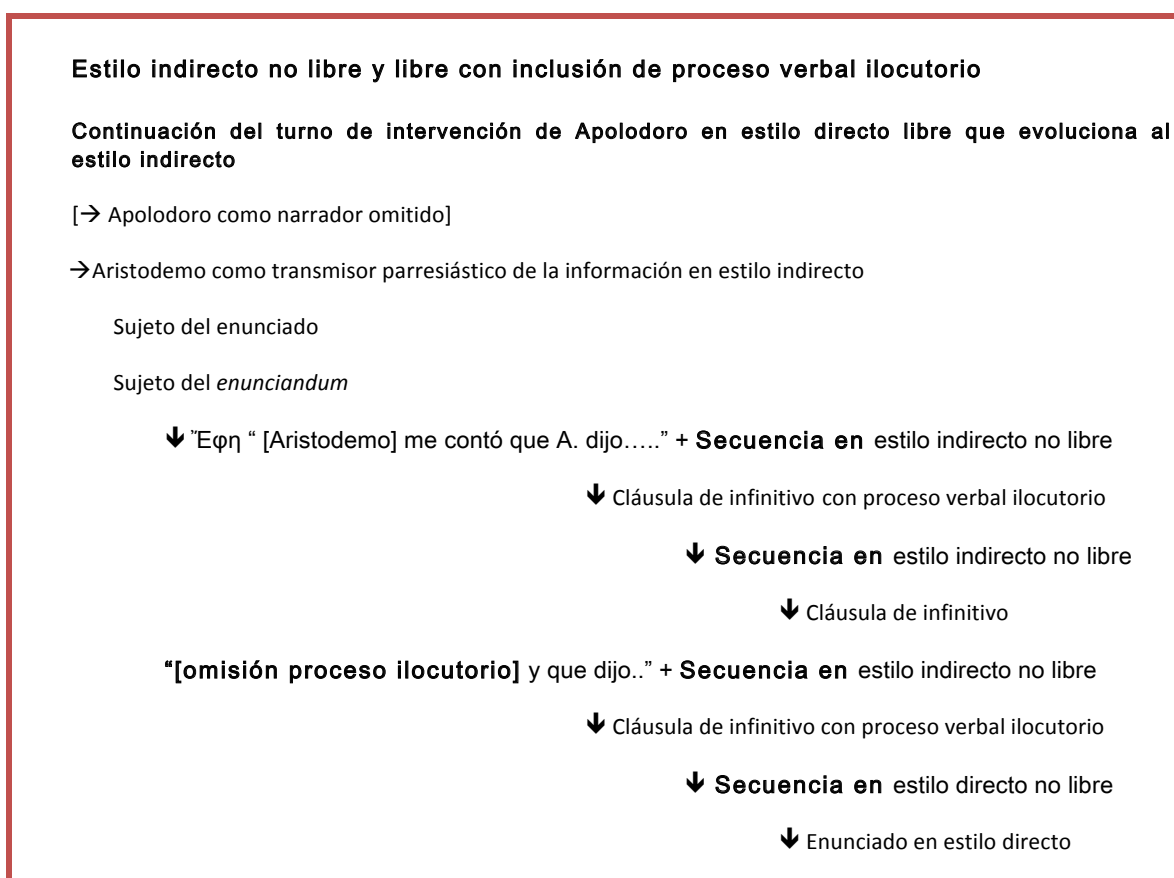 Estilo indirecto no libre y libre con inclusión de proceso verbal ilocutorio
Continuación del turno de intervención de Apolodoro en estilo directo libre que evoluciona al
estilo indirecto
[→ Apolodoro como narrador omitido]
→Aristodemo como transmisor parresiástico de la información en estilo indirecto
Sujeto del enunciado
Sujeto del enunciandum
↓ Ἔφη “ [Aristodemo] me contó que A. dijo…..” + Secuencia en estilo indirecto no libre
↓ Cláusula de infinitivo con proceso verbal ilocutorio
↓ Secuencia en estilo indirecto no libre
↓ Cláusula de infinitivo
“[omisión proceso ilocutorio] y que dijo..” + Secuencia en estilo indirecto no libre
↓ Cláusula de infinitivo con proceso verbal ilocutorio
↓ Secuencia en estilo directo no libre
↓ Enunciado en estilo directo